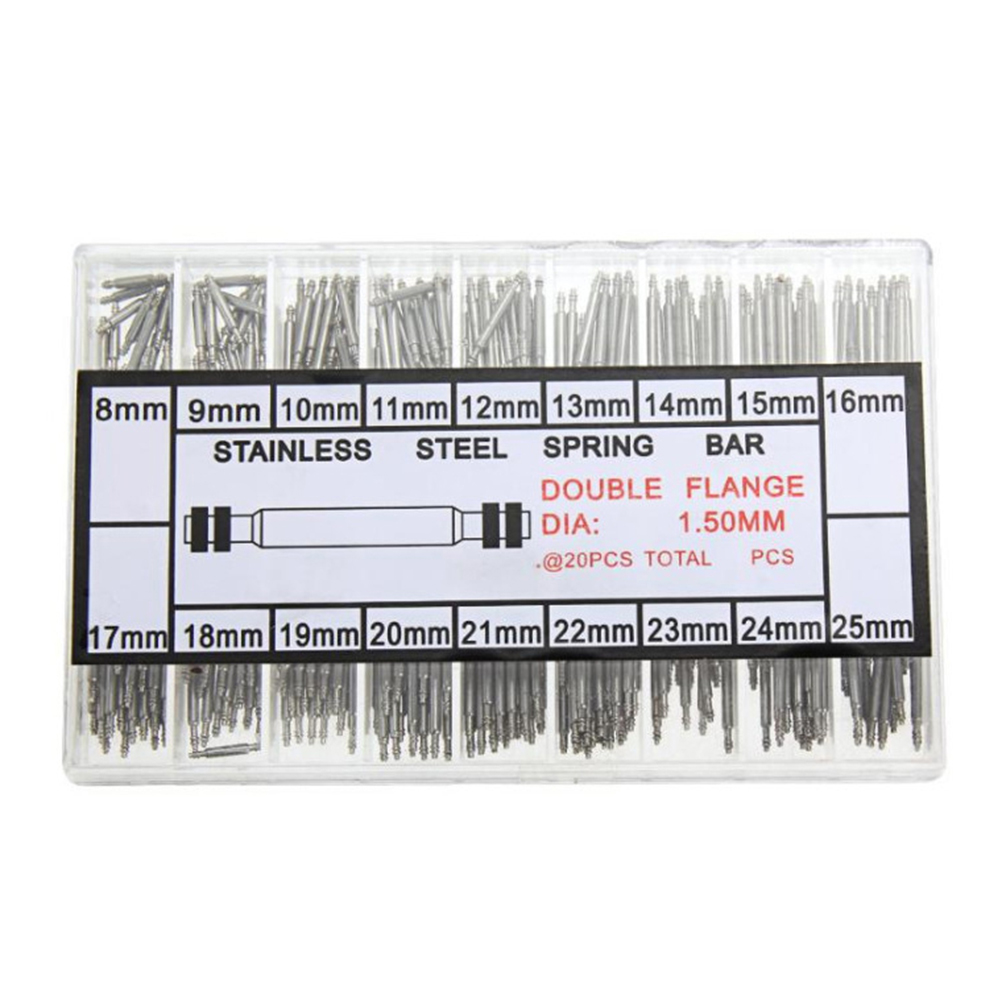 8mm 9mm 10mm 11mm 12mm 13mm 14mm 15mm 16mm
STAINLESS STEEL SPRING BAR
DOUBLE FLANGE
DIA: 1.50MM
.@20PCS TOTAL PCS
17mm 18mm 19mm 20mm 21mm 22mm 23mm 24mm 25mm